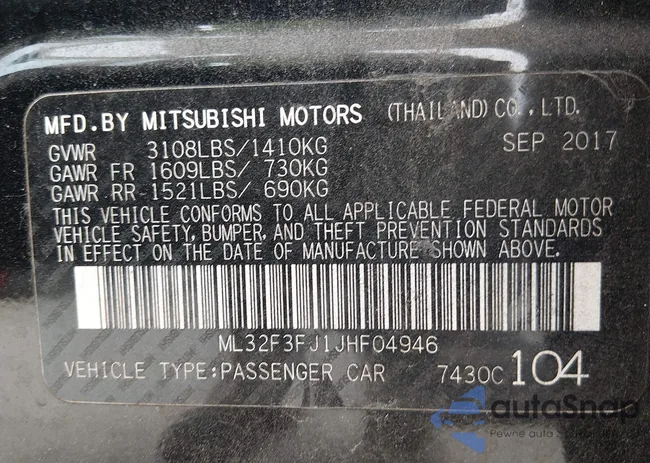 MFD.BY MITSUBISHI MOTORS (THAILAND) CO., LTD.
GVWR 3108LBS/1410KG SEP 2017
GAWR FR 1609LBS/ 730KG
GAWR RR-1521LBS/ 690KG
THIS VEHICLE CONFORMS TO ALL APPLICABLE FEDERAL MOTOR
VEHICLE SAFETY, BUMPER, AND THEFT PREVENTION STANDARDS
IN EFFECT ON THE DATE OF MANUFACTURE SHOWN ABOVE.
ML32F3FJ1JHF04946
VEHICLE TYPE:PASSENGER CAR 7430C 104
autoSnap
Pewne auto